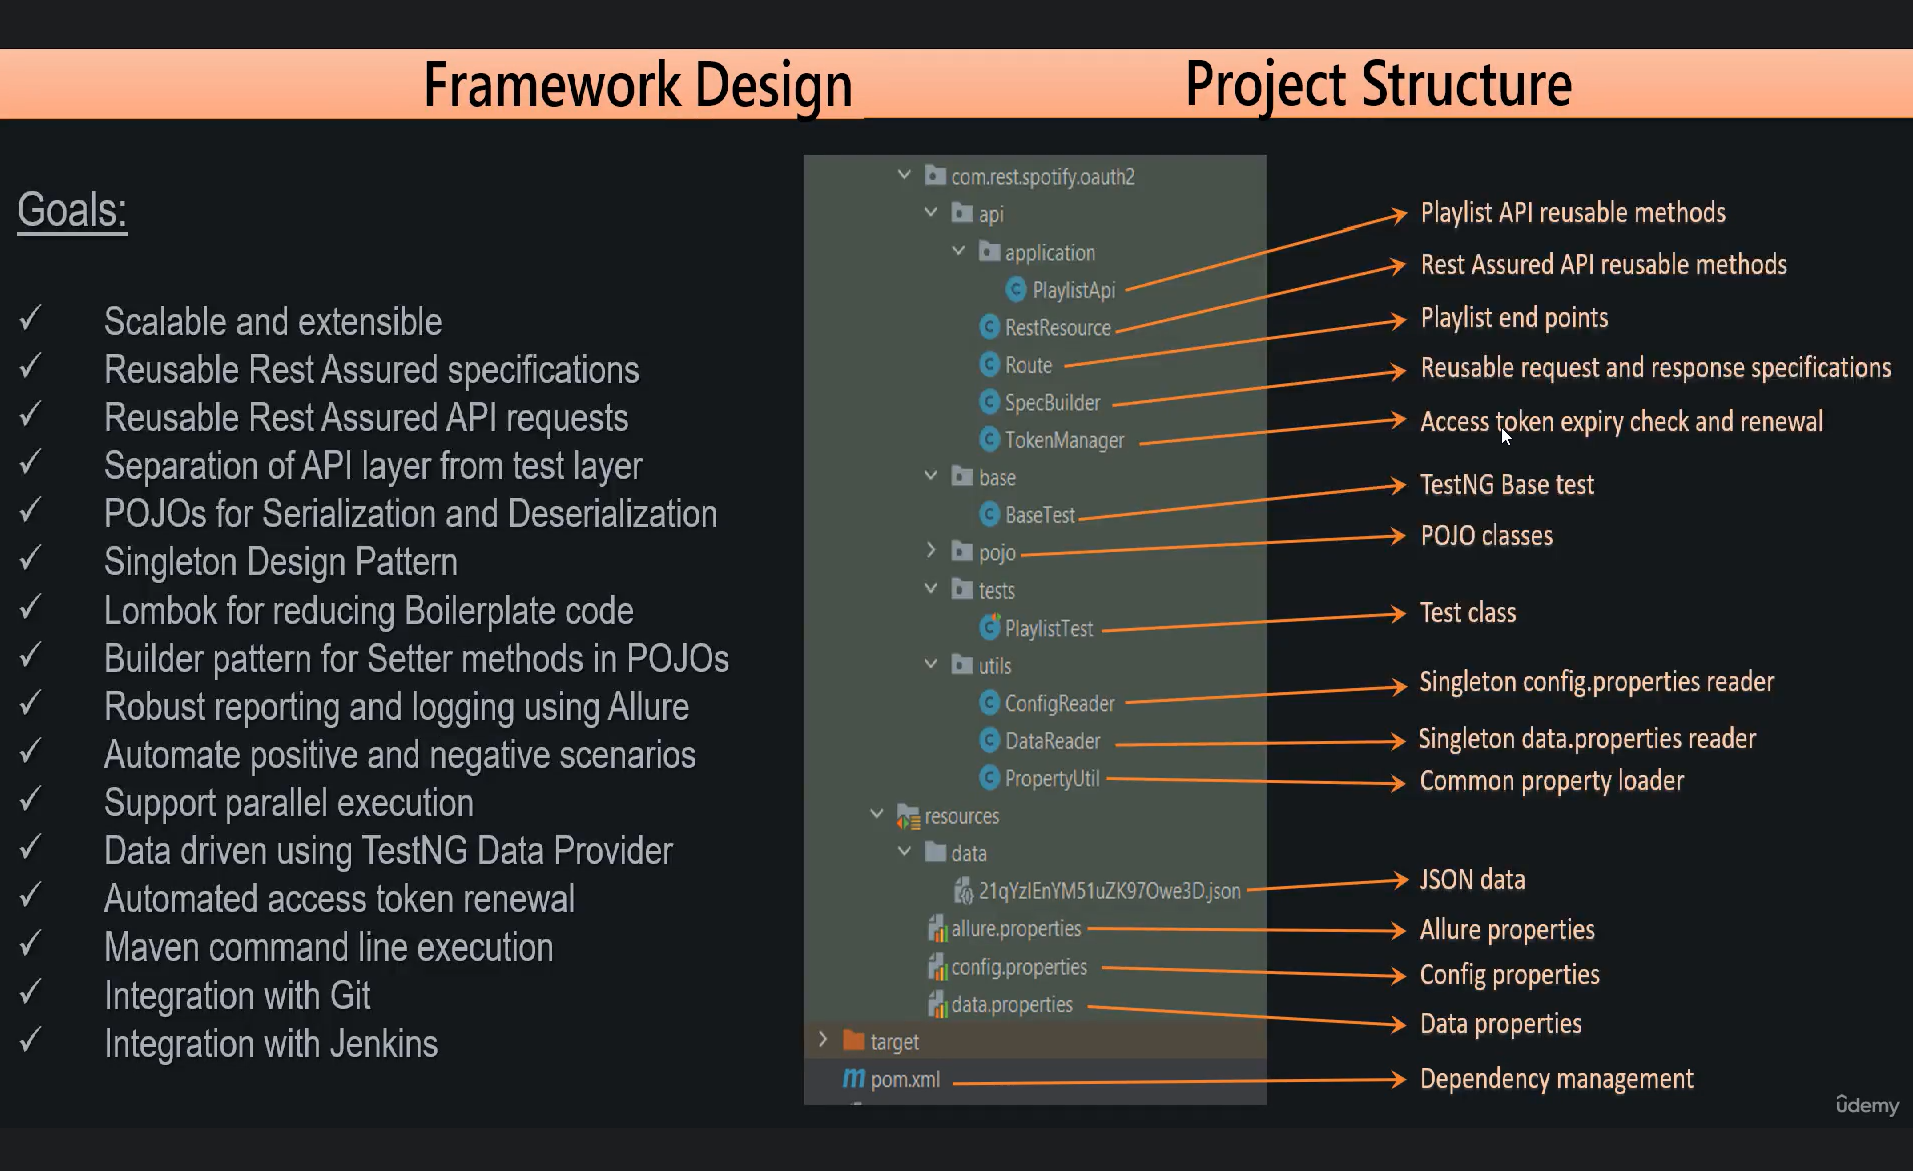 Framework Design
Project Structure
Goals:
✓ Scalable and extensible
✓ Reusable Rest Assured specifications
✓ Reusable Rest Assured API requests
✓ Separation of API layer from test layer
✓ POJOs for Serialization and Deserialization
✓ Singleton Design Pattern
✓ Lombok for reducing Boilerplate code
✓ Builder pattern for Setter methods in POJOs
✓ Robust reporting and logging using Allure
✓ Automate positive and negative scenarios
✓ Support parallel execution
✓ Data driven using TestNG Data Provider
✓ Automated access token renewal
✓ Maven command line execution
✓ Integration with Git
✓ Integration with Jenkins
com.rest.spotify.oauth2
api
application
PlaylistApi
RestResource
Route
SpecBuilder
TokenManager
base
BaseTest
pojo
tests
PlaylistTest
utils
ConfigReader
DataReader
PropertyUtil
resources
data
21qYzIEnYM51uZK97Owe3D.json
allure.properties
config.properties
data.properties
target
pom.xml
Playlist API reusable methods
Rest Assured API reusable methods
Playlist end points
Reusable request and response specifications
Access token expiry check and renewal
TestNG Base test
POJO classes
Test class
Singleton config.properties reader
Singleton data.properties reader
Common property loader
JSON data
Allure properties
Config properties
Data properties
Dependency management
ûdemy